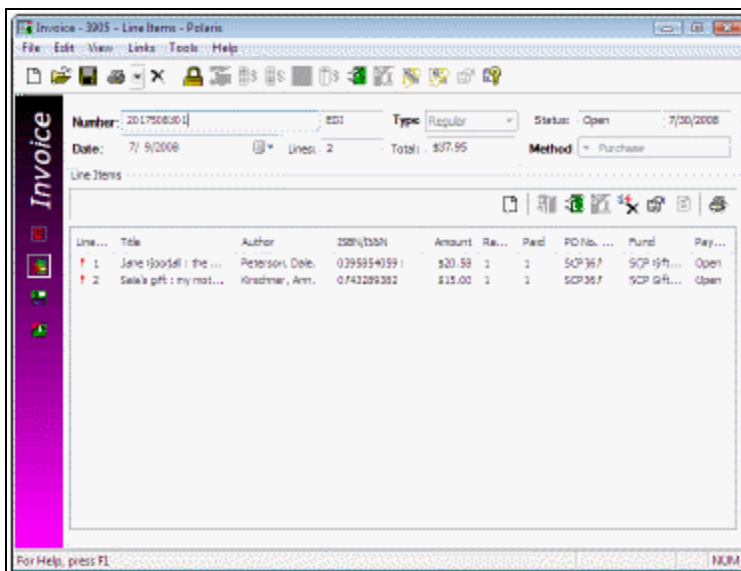 Invoice - 3905 - Line Items - Polaris
File Edit View Links Tools Help
Invoice
Number: 2017508301 EDI Type Regular Status: Open 7/30/2008
Date: 7/ 9/2008 Lines: 2 Total: $37.95 Method Purchase
Line Items
Line... Title Author ISBN/ISSN Amount Re... Paid PO No. ... Fund Pay...
1 Jane Goodall : the ... Peterson, Dale. $20.58 1 1 SCP367 SCP Gift... Open
2 Sala's gift : my mot... Kirschner, Ann. 0743289382 $15.00 1 1 SCP367 SCP Gift... Open
For Help, press F1 NUM